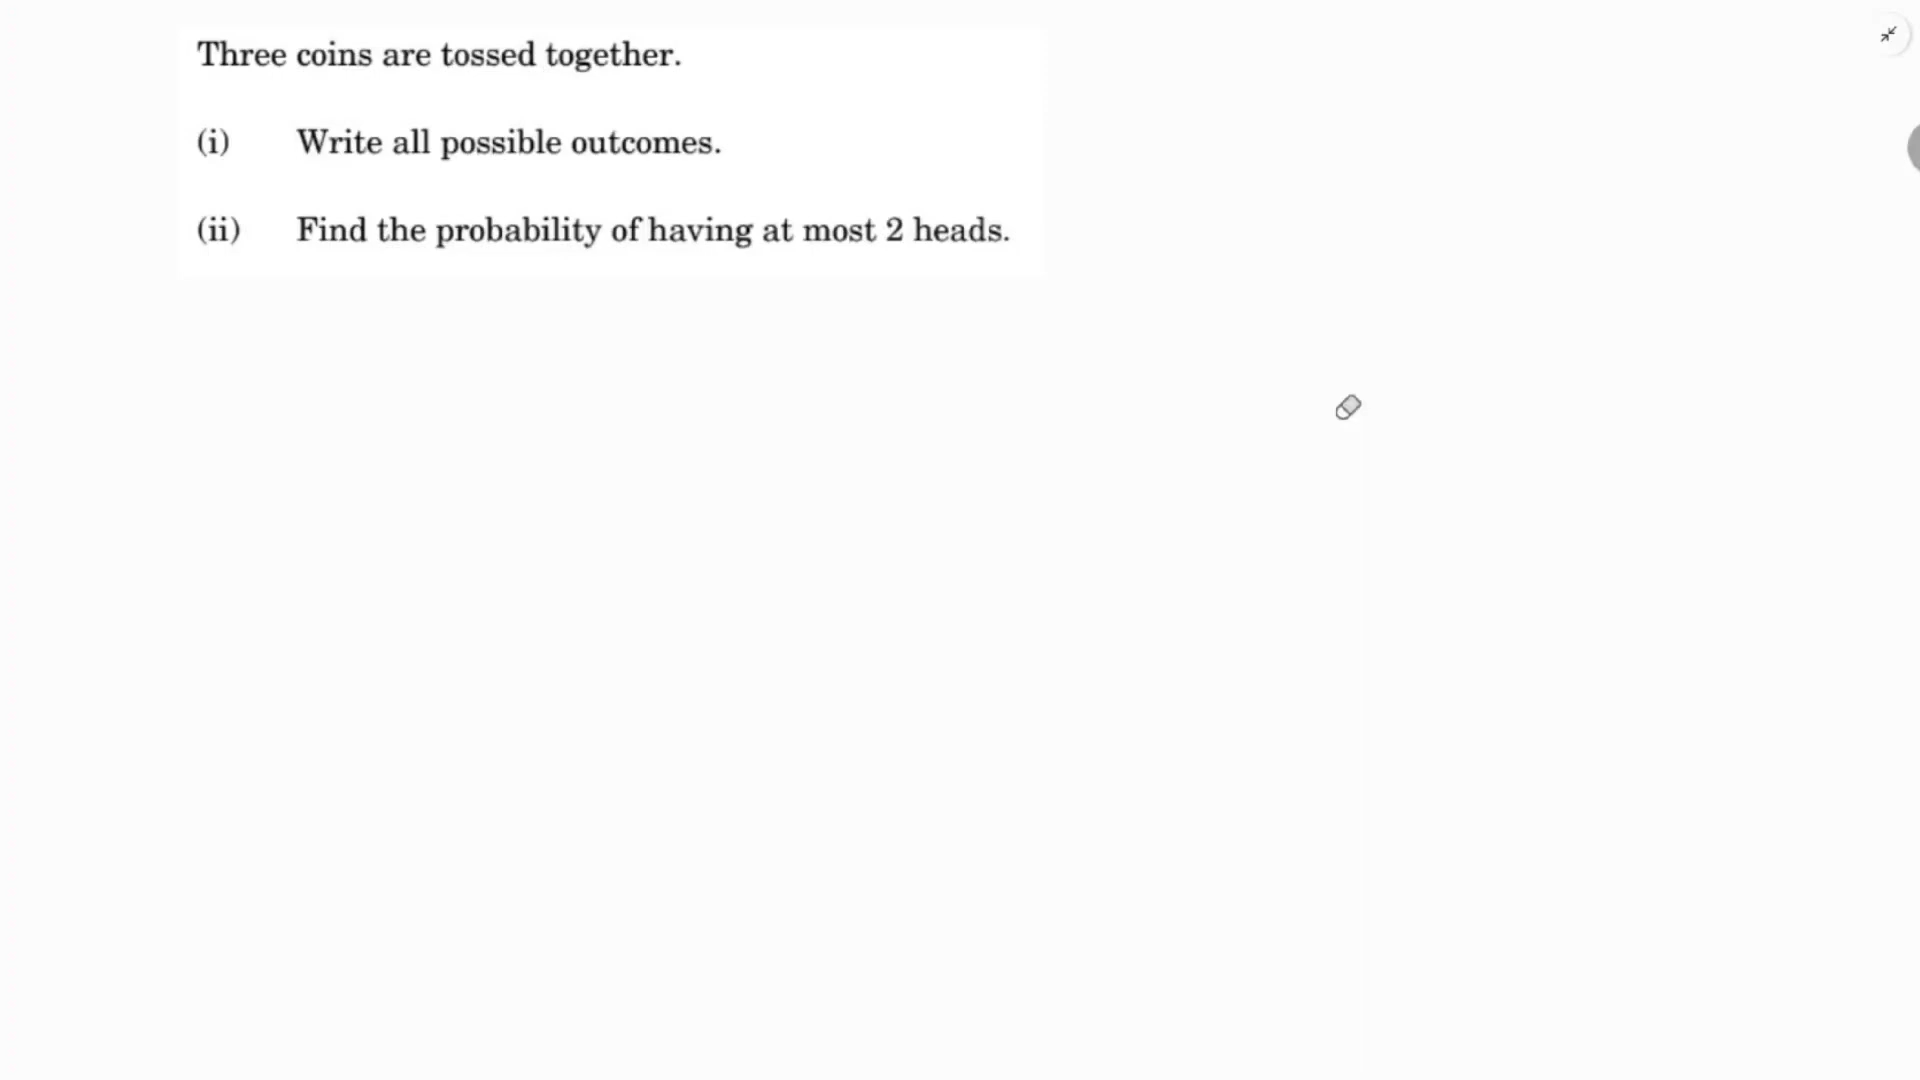 Three coins are tossed together.
(i) Write all possible outcomes.
(ii) Find the probability of having at most 2 heads.